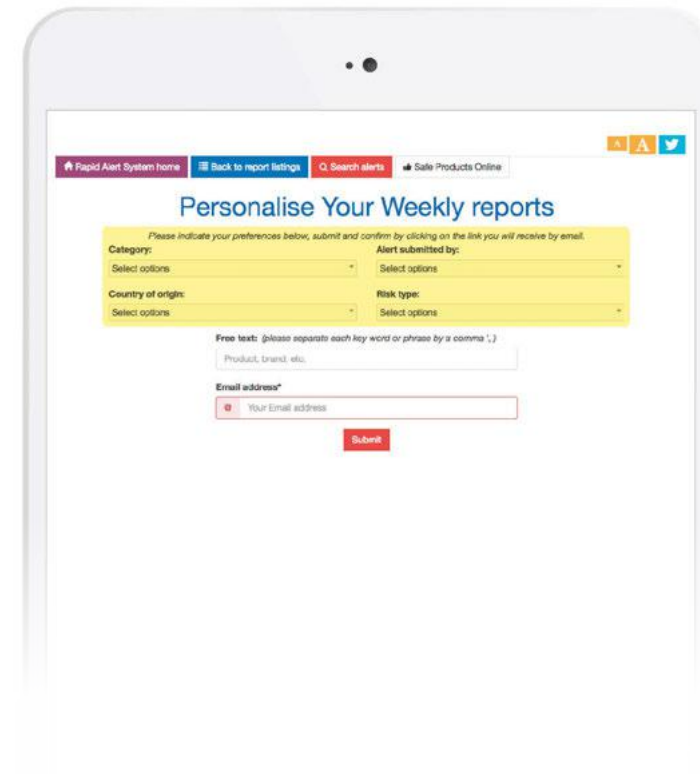 A A
Rapid Alert System home Back to report listings Search alerts Safe Products Online
Personalise Your Weekly reports
Please indicate your preferences below, submit and confirm by clicking on the link you will receive by email.
Category: Alert submitted by:
Select options Select options
Country of origin: Risk type:
Select options Select options
Free text: (please separate each key word or phrase by a comma ', )
Product, brand, etc.
Email address*
@ Your Email address
Submit